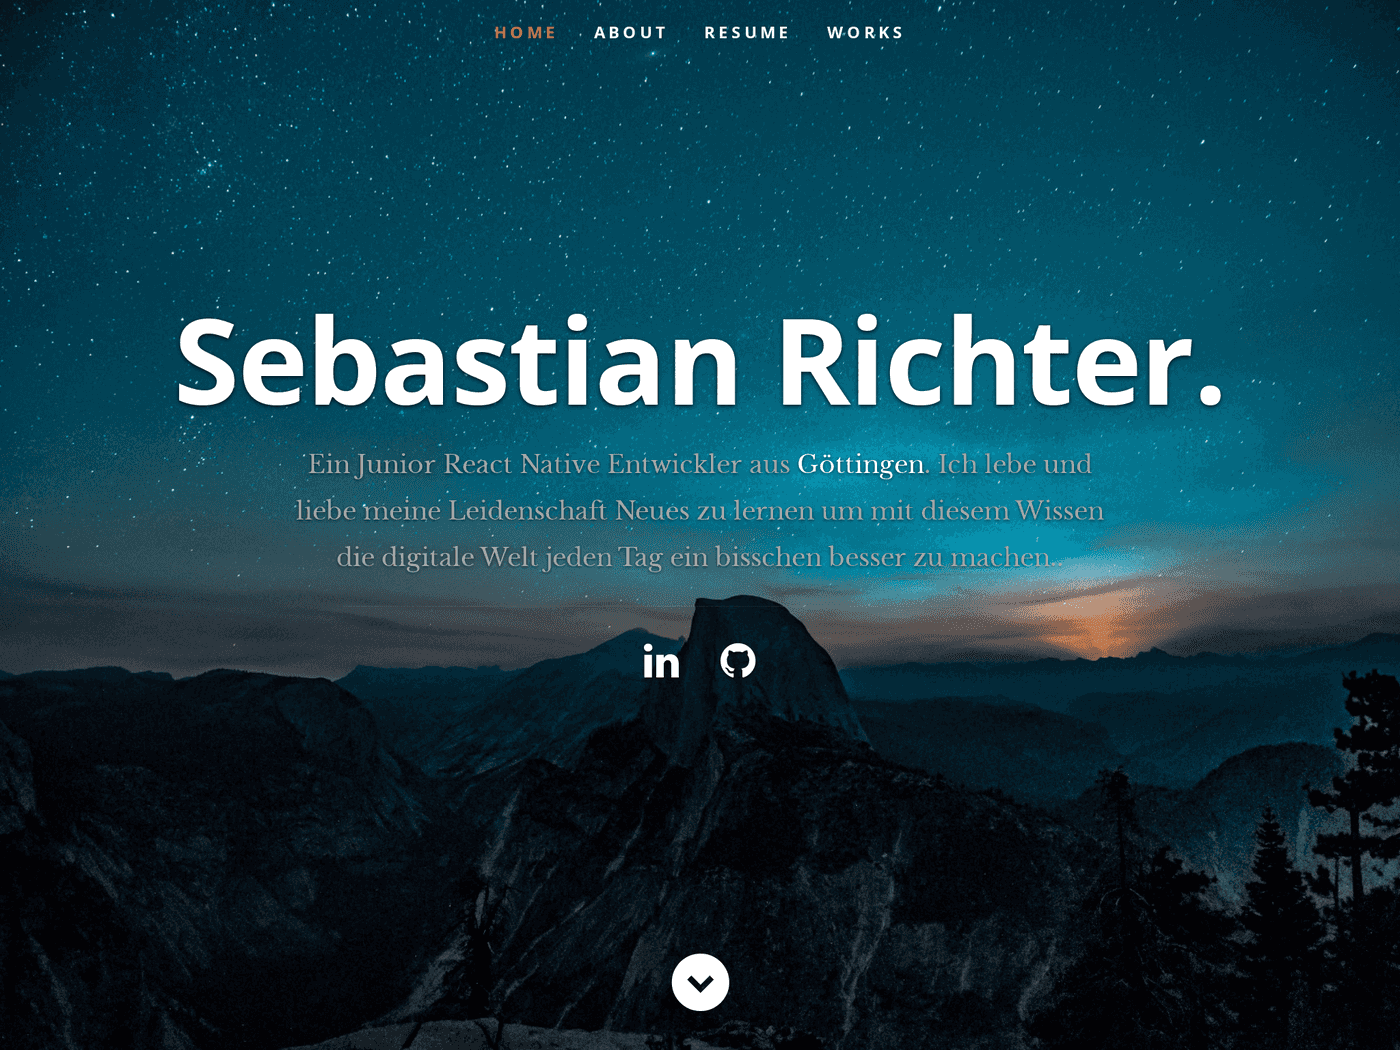 HOME ABOUT RESUME WORKS
Sebastian Richter.
Ein Junior React Native Entwickler aus Göttingen. Ich lebe und
liebe meine Leidenschaft Neues zu lernen um mit diesem Wissen
die digitale Welt jeden Tag ein bisschen besser zu machen..
in